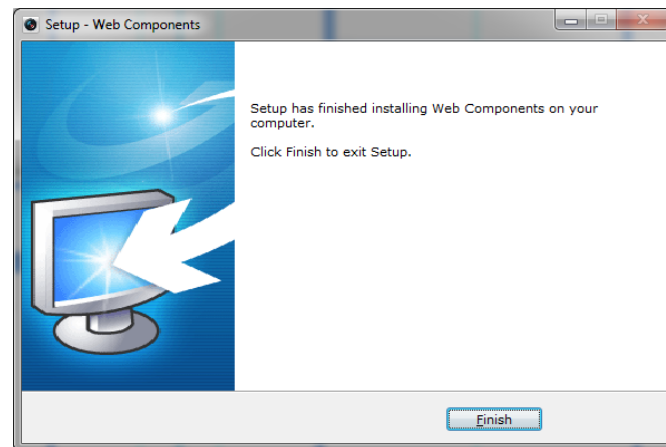 Setup - Web Components
Setup has finished installing Web Components on your
computer.
Click Finish to exit Setup.
Finish